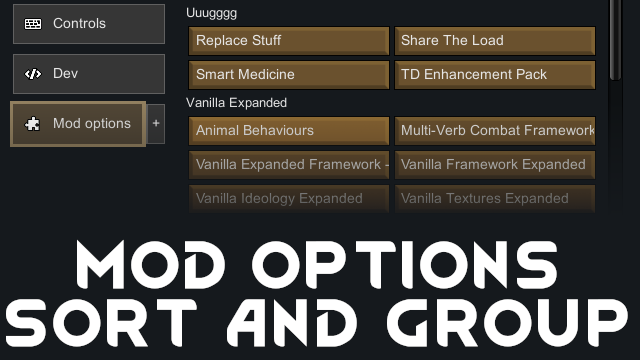 Controls
Dev
Mod options
+
Uuugggg
Replace Stuff
Share The Load
Smart Medicine
TD Enhancement Pack
Vanilla Expanded
Animal Behaviours
Multi-Verb Combat Framework
Vanilla Expanded Framework -
Vanilla Framework Expanded
Vanilla Ideology Expanded
Vanilla Textures Expanded
MOD OPTIONS
SORT AND GROUP